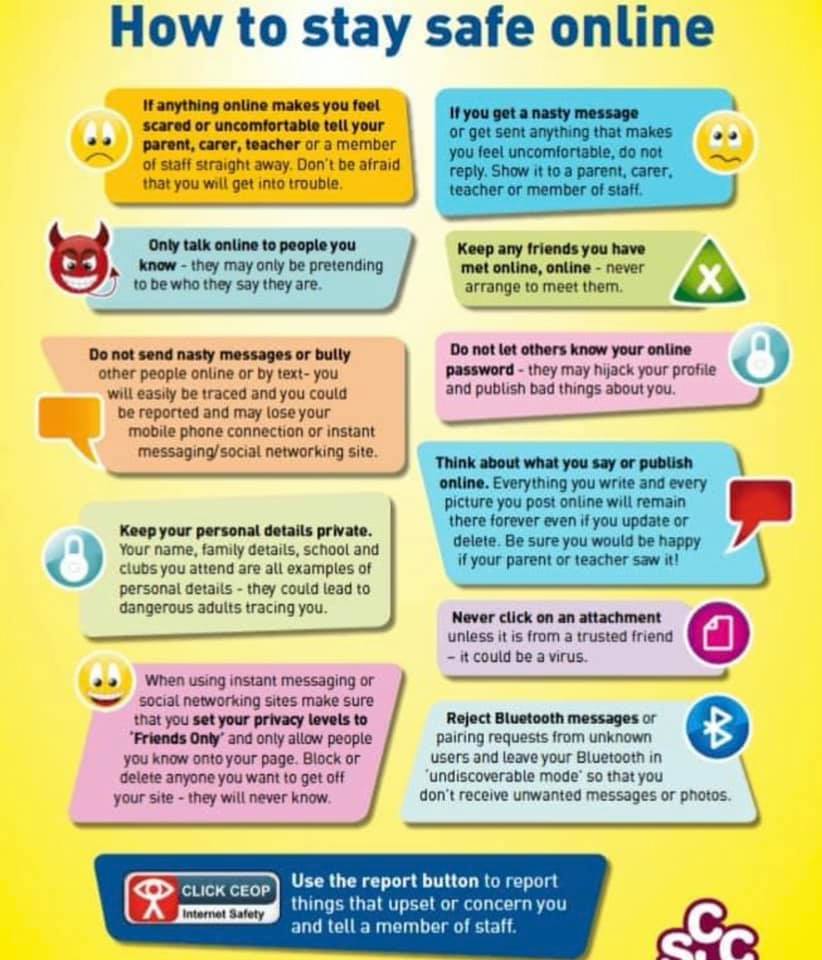 How to stay safe online
If anything online makes you feel
scared or uncomfortable tell your
parent, carer, teacher or a member
of staff straight away. Don't be afraid
that you will get into trouble.
If you get a nasty message
or get sent anything that makes
you feel uncomfortable, do not
reply. Show it to a parent, carer,
teacher or member of staff.
Only talk online to people you
know - they may only be pretending
to be who they say they are.
Keep any friends you have
met online, online - never
arrange to meet them.
Do not send nasty messages or bully
other people online or by text- you
will easily be traced and you could
be reported and may lose your
mobile phone connection or instant
messaging/social networking site.
Do not let others know your online
password - they may hijack your profile
and publish bad things about you.
Think about what you say or publish
online. Everything you write and every
picture you post online will remain
there forever even if you update or
delete. Be sure you would be happy
if your parent or teacher saw it!
Keep your personal details private.
Your name, family details, school and
clubs you attend are all examples of
personal details - they could lead to
dangerous adults tracing you.
Never click on an attachment
unless it is from a trusted friend
– it could be a virus.
When using instant messaging or
social networking sites make sure
that you set your privacy levels to
'Friends Only' and only allow people
you know onto your page. Block or
delete anyone you want to get off
your site - they will never know.
Reject Bluetooth messages or
pairing requests from unknown
users and leave your Bluetooth in
'undiscoverable mode' so that you
don't receive unwanted messages or photos.
CLICK CEOP
Internet Safety
Use the report button to report
things that upset or concern you
and tell a member of staff.
C
S C C